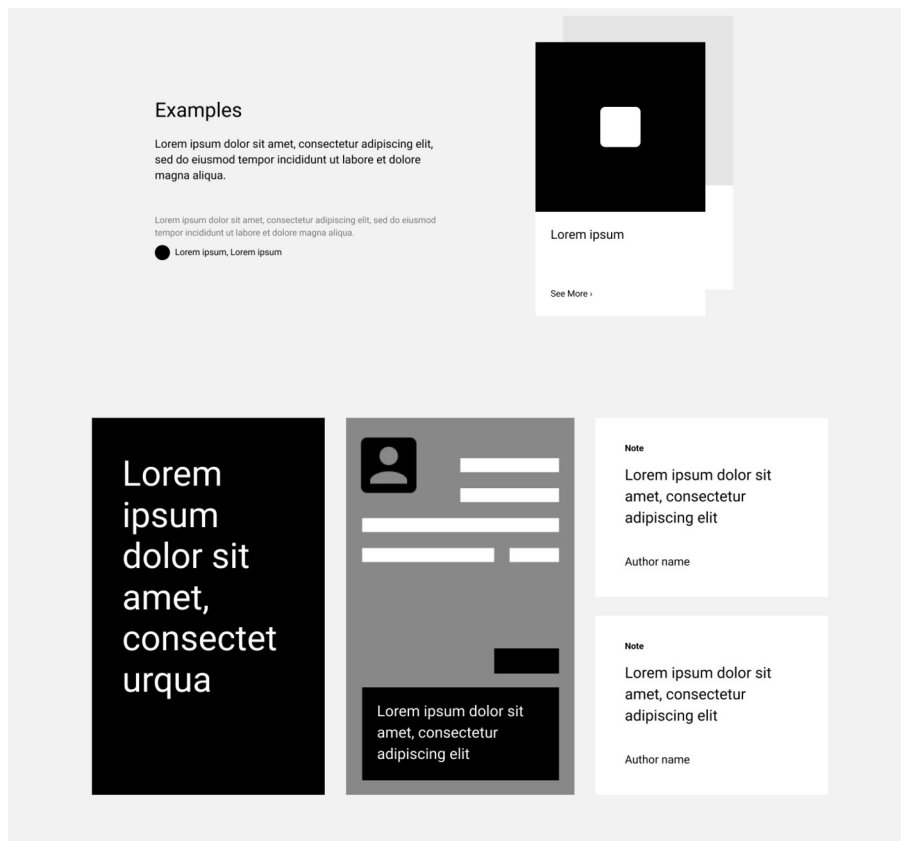 Examples
Lorem ipsum dolor sit amet, consectetur adipiscing elit,
sed do eiusmod tempor incididunt ut labore et dolore
magna aliqua.
Lorem ipsum dolor sit amet, consectetur adipiscing elit, sed do eiusmod
tempor incididunt ut labore et dolore magna aliqua.
Lorem ipsum, Lorem ipsum
Lorem ipsum
See More ›
Lorem
ipsum
dolor sit
amet,
consectet
urqua
Lorem ipsum dolor sit
amet, consectetur
adipiscing elit
Note
Lorem ipsum dolor sit
amet, consectetur
adipiscing elit
Author name
Note
Lorem ipsum dolor sit
amet, consectetur
adipiscing elit
Author name